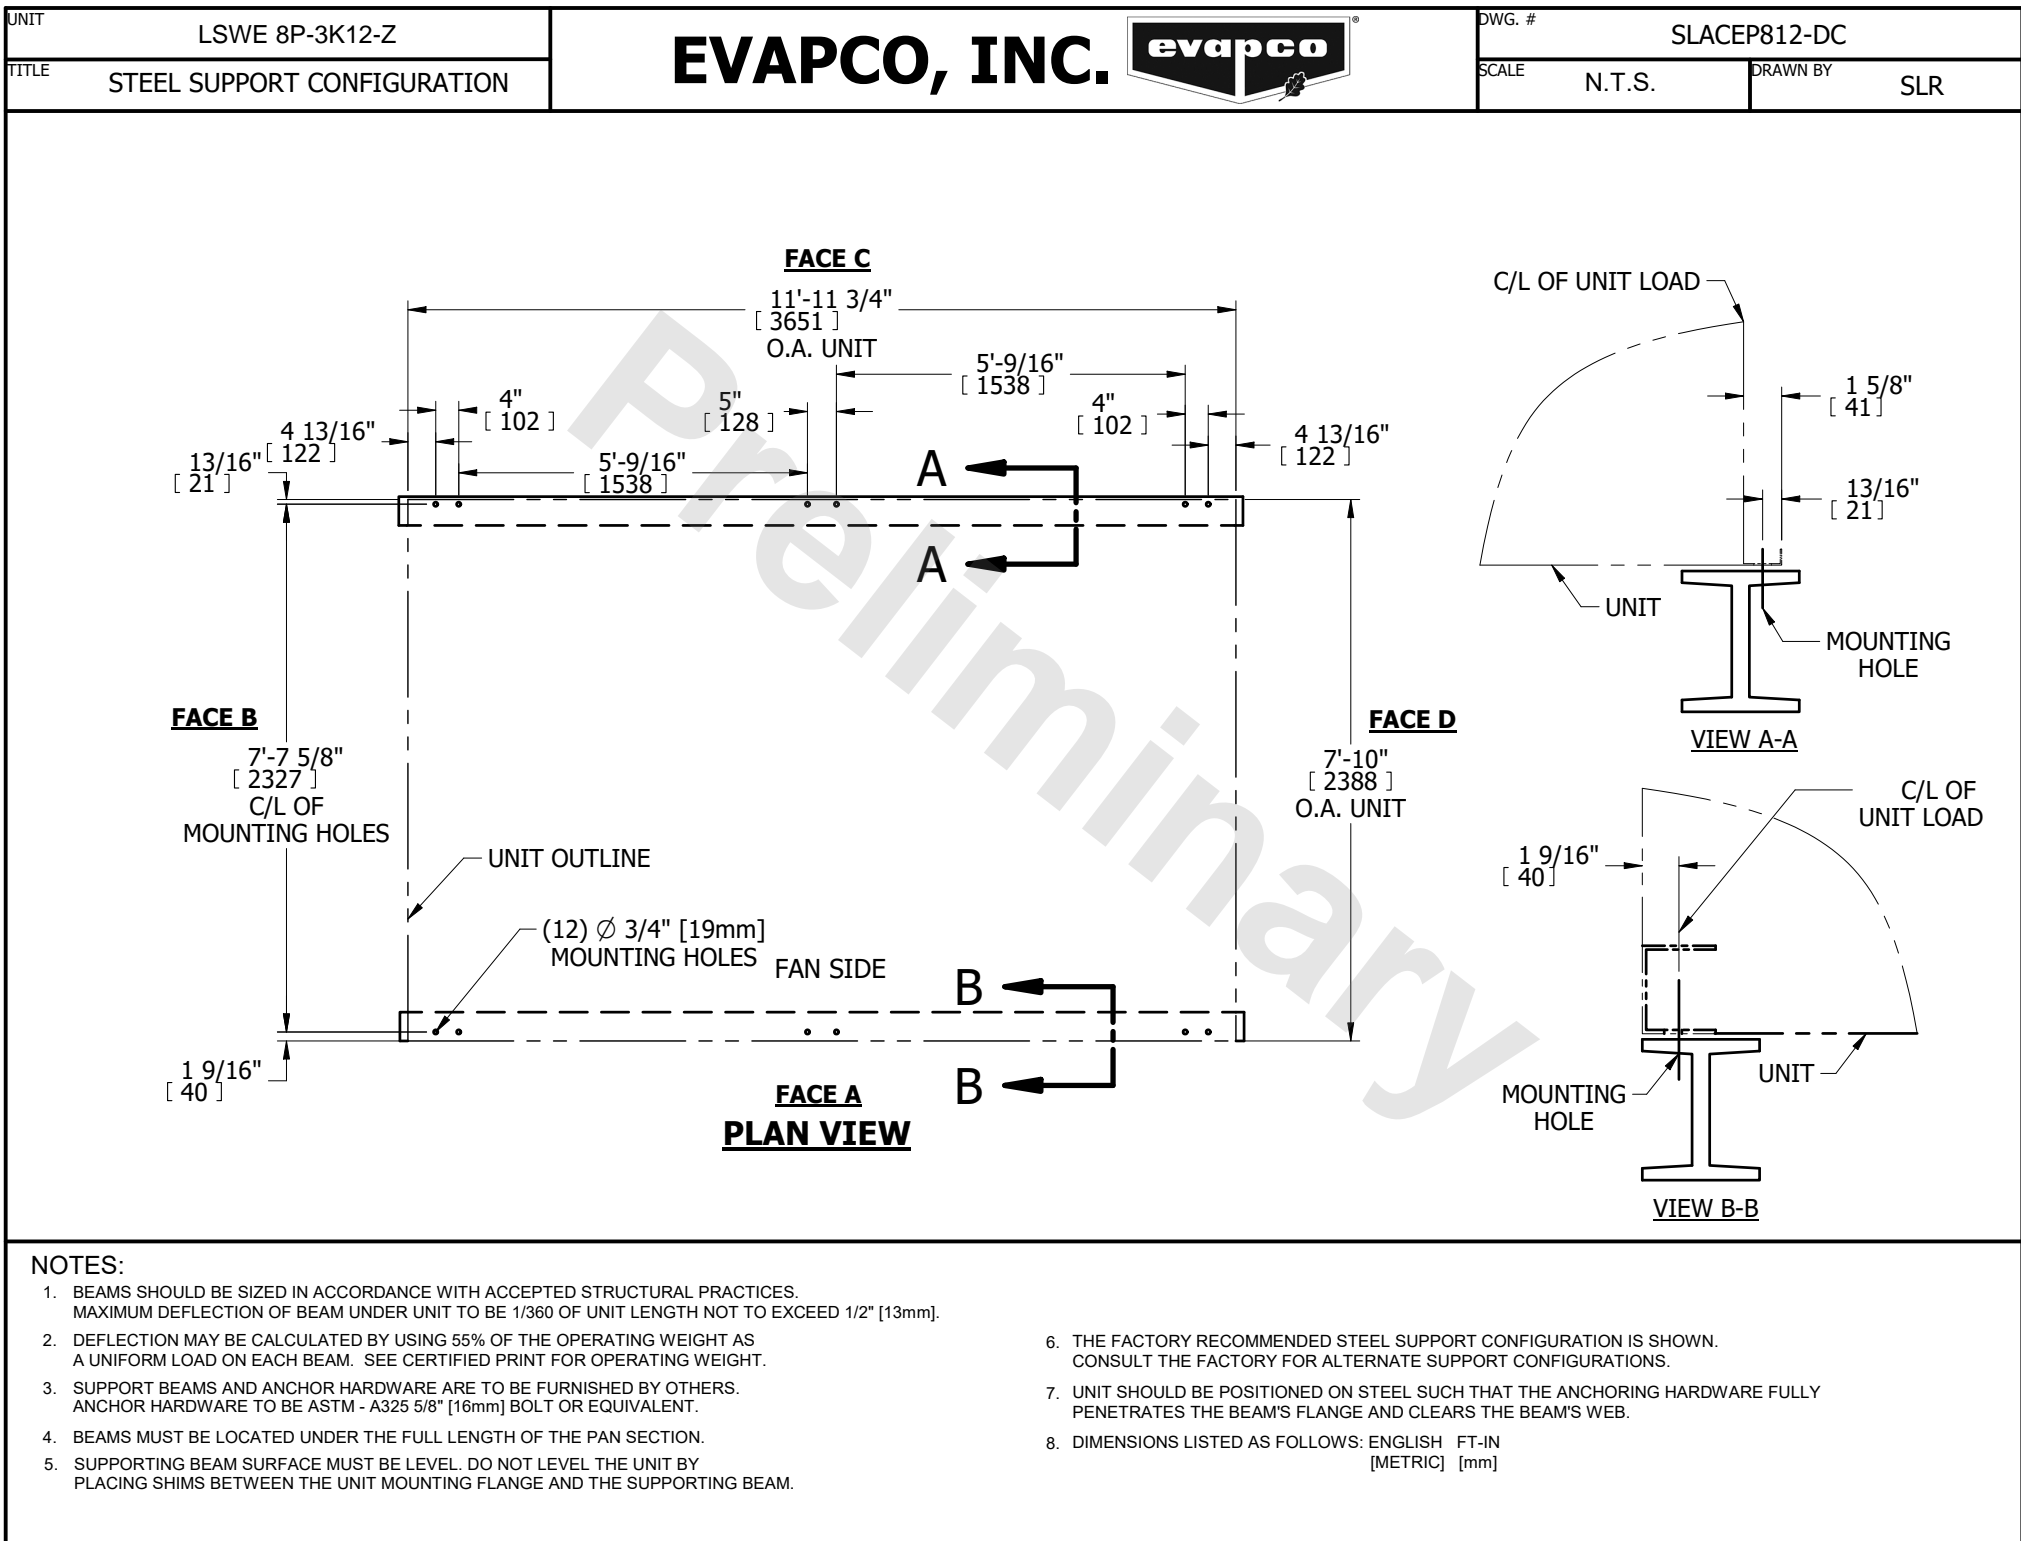 UNIT
LSWE 8P-3K12-Z
TITLE
STEEL SUPPORT CONFIGURATION
EVAPCO, INC.
evapco®
DWG. #
SLACEP812-DC
SCALE
N.T.S.
DRAWN BY
SLR
FACE C
11'-11 3/4"
[ 3651 ]
O.A. UNIT
5'-9/16"
[ 1538 ]
4"
[ 102 ]
5"
[ 128 ]
4"
[ 102 ]
4 13/16"
[ 122 ]
4 13/16"
[ 122 ]
13/16"
[ 21 ]
5'-9/16"
[ 1538 ]
A
A
FACE B
7'-7 5/8"
[ 2327 ]
C/L OF
MOUNTING HOLES
FACE D
7'-10"
[ 2388 ]
O.A. UNIT
UNIT OUTLINE
(12) Ø 3/4" [19mm]
MOUNTING HOLES
FAN SIDE
B
B
1 9/16"
[ 40 ]
FACE A
PLAN VIEW
Preliminary
C/L OF UNIT LOAD
1 5/8"
[ 41 ]
13/16"
[ 21 ]
UNIT
MOUNTING
HOLE
VIEW A-A
C/L OF
UNIT LOAD
1 9/16"
[ 40 ]
UNIT
MOUNTING
HOLE
VIEW B-B
NOTES:
1. BEAMS SHOULD BE SIZED IN ACCORDANCE WITH ACCEPTED STRUCTURAL PRACTICES.
MAXIMUM DEFLECTION OF BEAM UNDER UNIT TO BE 1/360 OF UNIT LENGTH NOT TO EXCEED 1/2" [13mm].
2. DEFLECTION MAY BE CALCULATED BY USING 55% OF THE OPERATING WEIGHT AS
A UNIFORM LOAD ON EACH BEAM. SEE CERTIFIED PRINT FOR OPERATING WEIGHT.
3. SUPPORT BEAMS AND ANCHOR HARDWARE ARE TO BE FURNISHED BY OTHERS.
ANCHOR HARDWARE TO BE ASTM - A325 5/8" [16mm] BOLT OR EQUIVALENT.
4. BEAMS MUST BE LOCATED UNDER THE FULL LENGTH OF THE PAN SECTION.
5. SUPPORTING BEAM SURFACE MUST BE LEVEL. DO NOT LEVEL THE UNIT BY
PLACING SHIMS BETWEEN THE UNIT MOUNTING FLANGE AND THE SUPPORTING BEAM.
6. THE FACTORY RECOMMENDED STEEL SUPPORT CONFIGURATION IS SHOWN.
CONSULT THE FACTORY FOR ALTERNATE SUPPORT CONFIGURATIONS.
7. UNIT SHOULD BE POSITIONED ON STEEL SUCH THAT THE ANCHORING HARDWARE FULLY
PENETRATES THE BEAM'S FLANGE AND CLEARS THE BEAM'S WEB.
8. DIMENSIONS LISTED AS FOLLOWS: ENGLISH FT-IN
[METRIC] [mm]